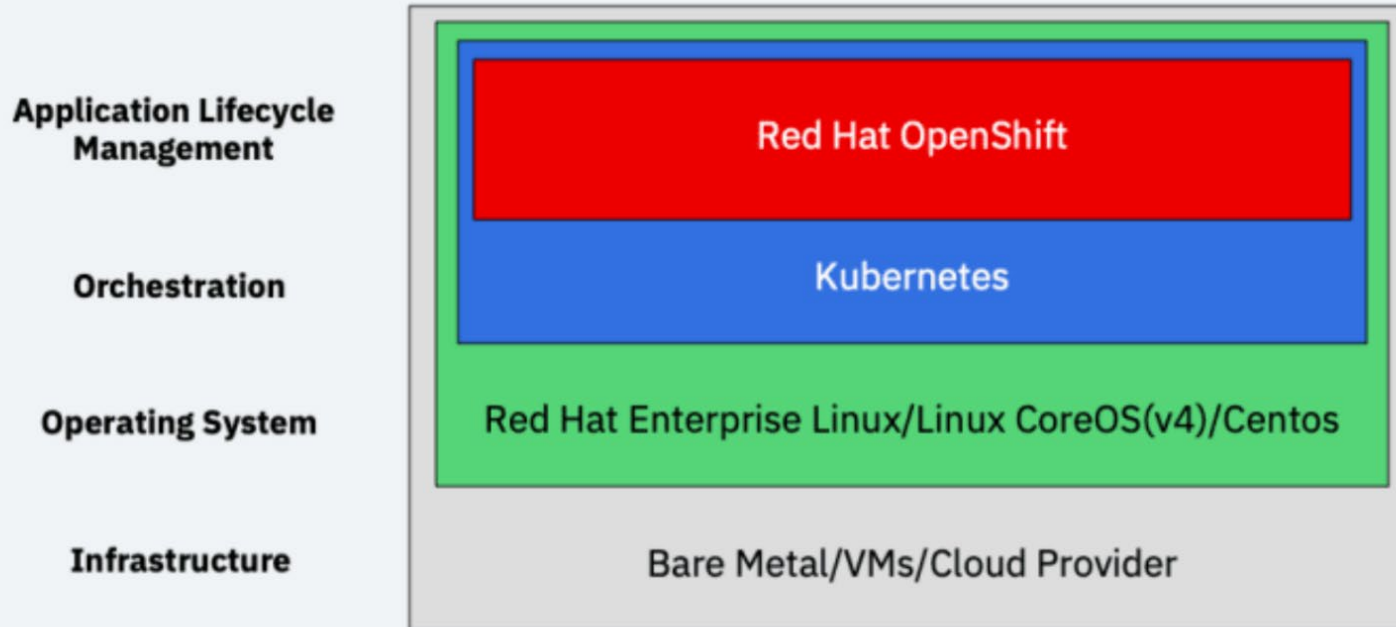 Application Lifecycle
Management
Red Hat OpenShift
Orchestration
Kubernetes
Operating System
Red Hat Enterprise Linux/Linux CoreOS(v4)/Centos
Infrastructure
Bare Metal/VMs/Cloud Provider